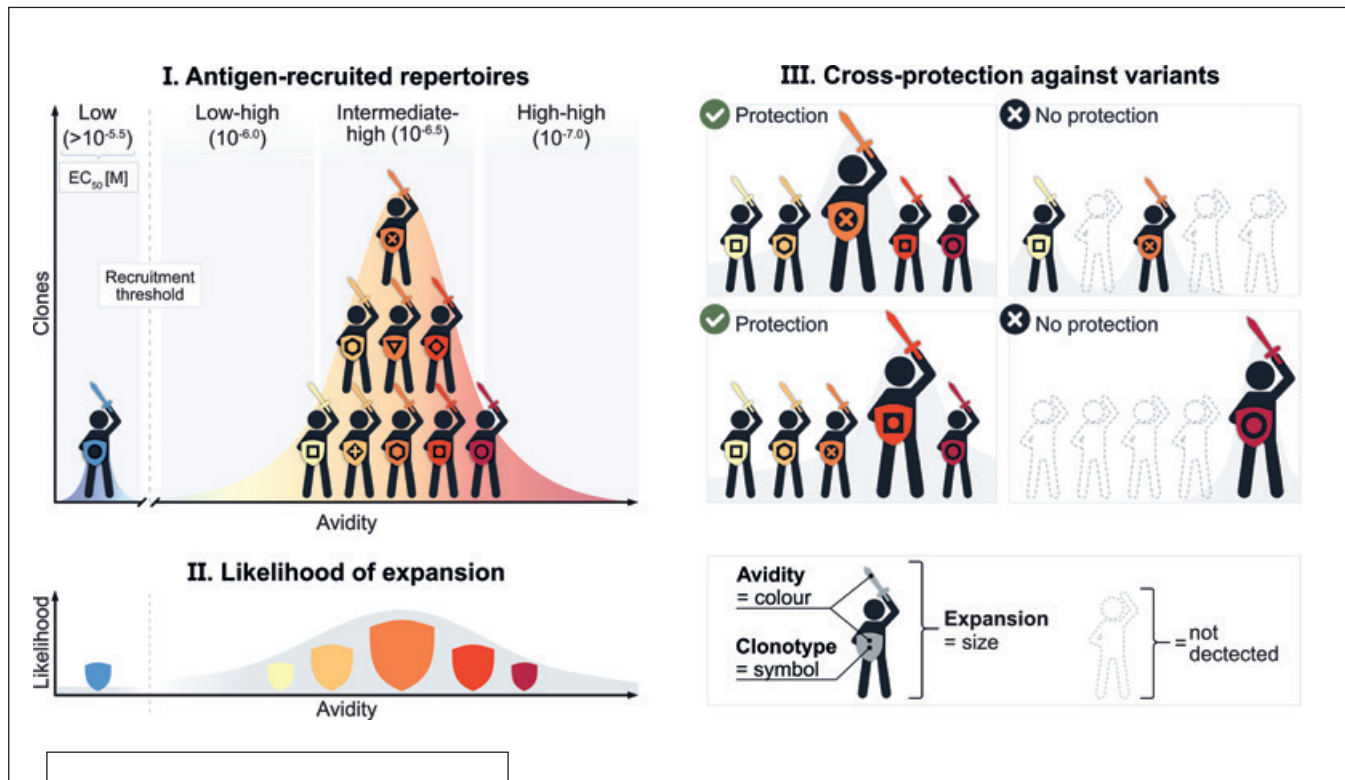 I. Antigen-recruited repertoires
Low
(>10-5.5)
EC50 [M]
Low-high
(10-6.0)
Intermediate-
high (10-6.5)
High-high
(10-7.0)
Recruitment
threshold
Clones
Avidity
II. Likelihood of expansion
Likelihood
Avidity
III. Cross-protection against variants
Protection
No protection
Protection
No protection
Avidity
= colour
Clonotype
= symbol
Expansion
= size
= not
dectected